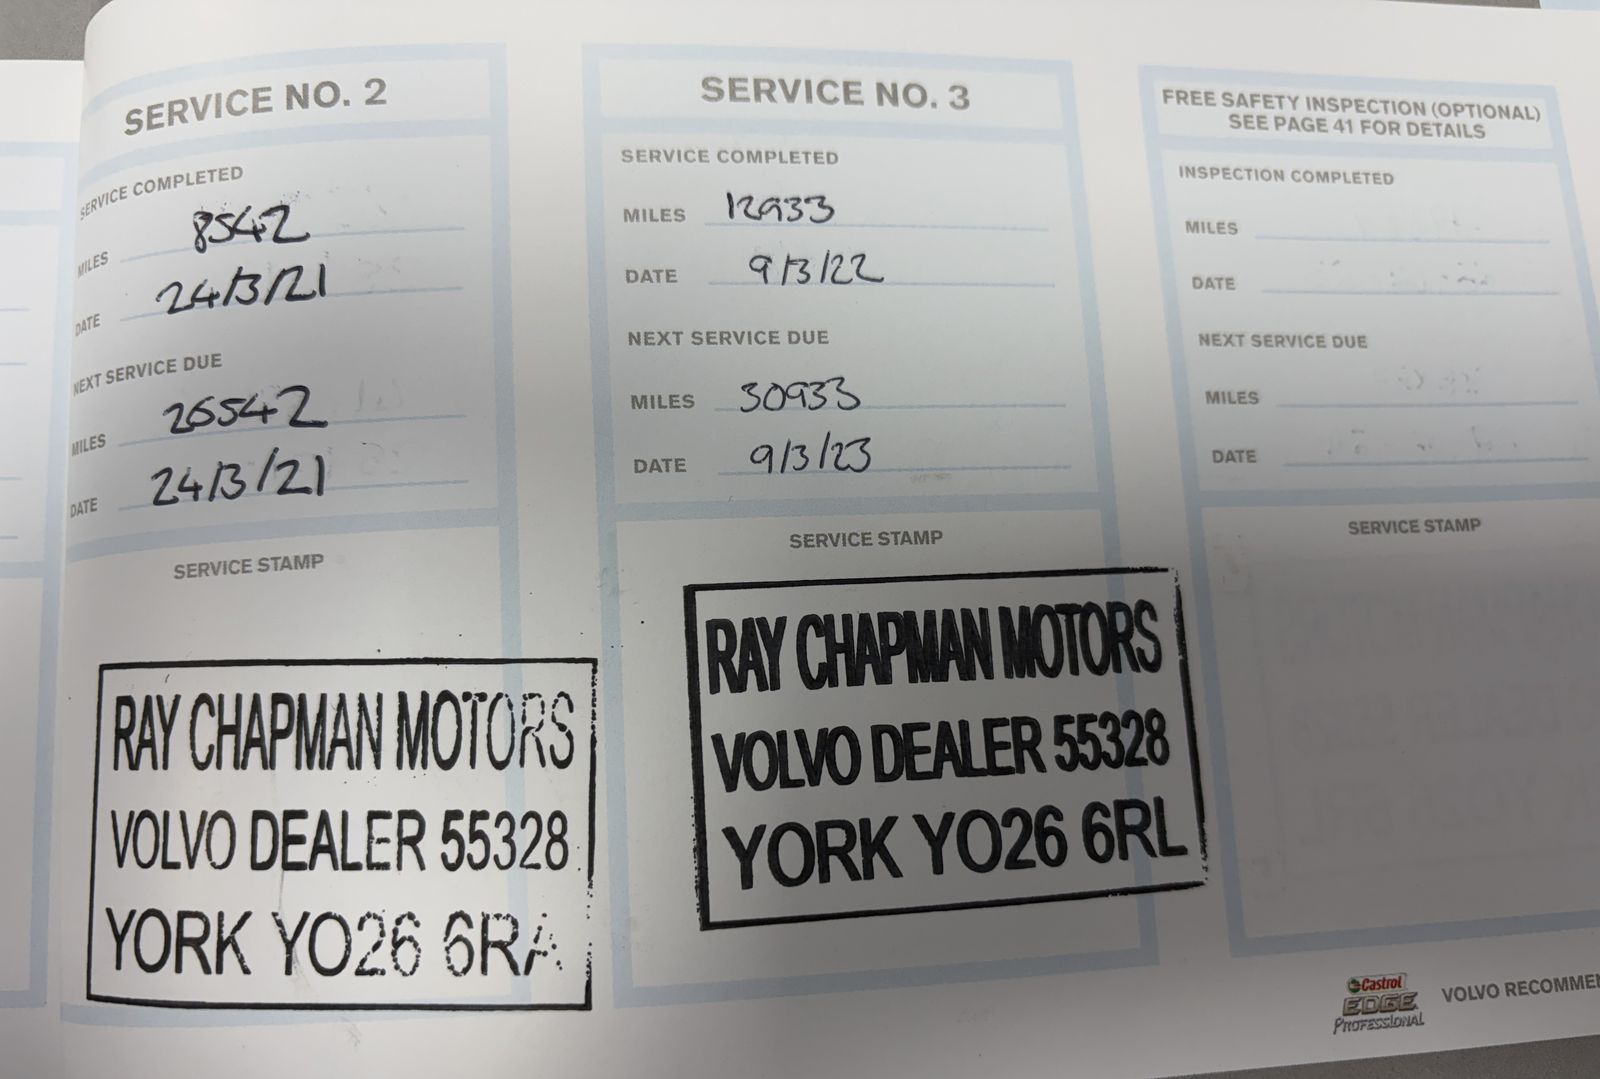 SERVICE NO. 2
SERVICE COMPLETED
MILES 8542
DATE 24/3/21
NEXT SERVICE DUE
MILES 26542
DATE 24/3/21
SERVICE STAMP
RAY CHAPMAN MOTORS
VOLVO DEALER 55328
YORK YO26 6RA
SERVICE NO. 3
SERVICE COMPLETED
MILES 12933
DATE 9/3/22
NEXT SERVICE DUE
MILES 30933
DATE 9/3/23
SERVICE STAMP
RAY CHAPMAN MOTORS
VOLVO DEALER 55328
YORK YO26 6RL
FREE SAFETY INSPECTION (OPTIONAL)
SEE PAGE 41 FOR DETAILS
INSPECTION COMPLETED
MILES
DATE
NEXT SERVICE DUE
MILES
DATE
SERVICE STAMP
Castrol
EDGE
PROFESSIONAL
VOLVO RECOMME